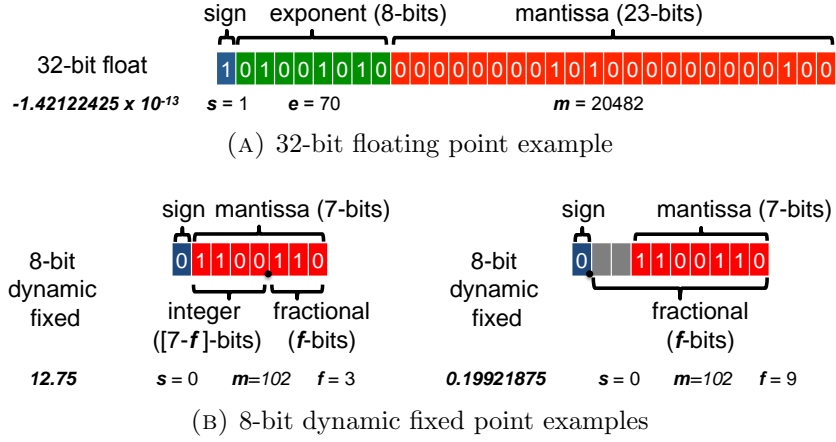 sign exponent (8-bits) mantissa (23-bits)
32-bit float 1 0 1 0 0 1 0 1 0 0 0 0 0 0 0 0 0 1 0 1 0 0 0 0 0 0 0 0 0 1 0 0
-1.42122425 x 10-13 s = 1 e = 70 m = 20482
(A) 32-bit floating point example
sign mantissa (7-bits)
0 1 1 0 0 1 1 0
8-bit dynamic fixed
integer ([7-f]-bits) fractional (f-bits)
12.75 s = 0 m=102 f = 3
sign mantissa (7-bits)
0 1 1 0 0 1 1 0
8-bit dynamic fixed
fractional (f-bits)
0.19921875 s = 0 m=102 f = 9
(B) 8-bit dynamic fixed point examples